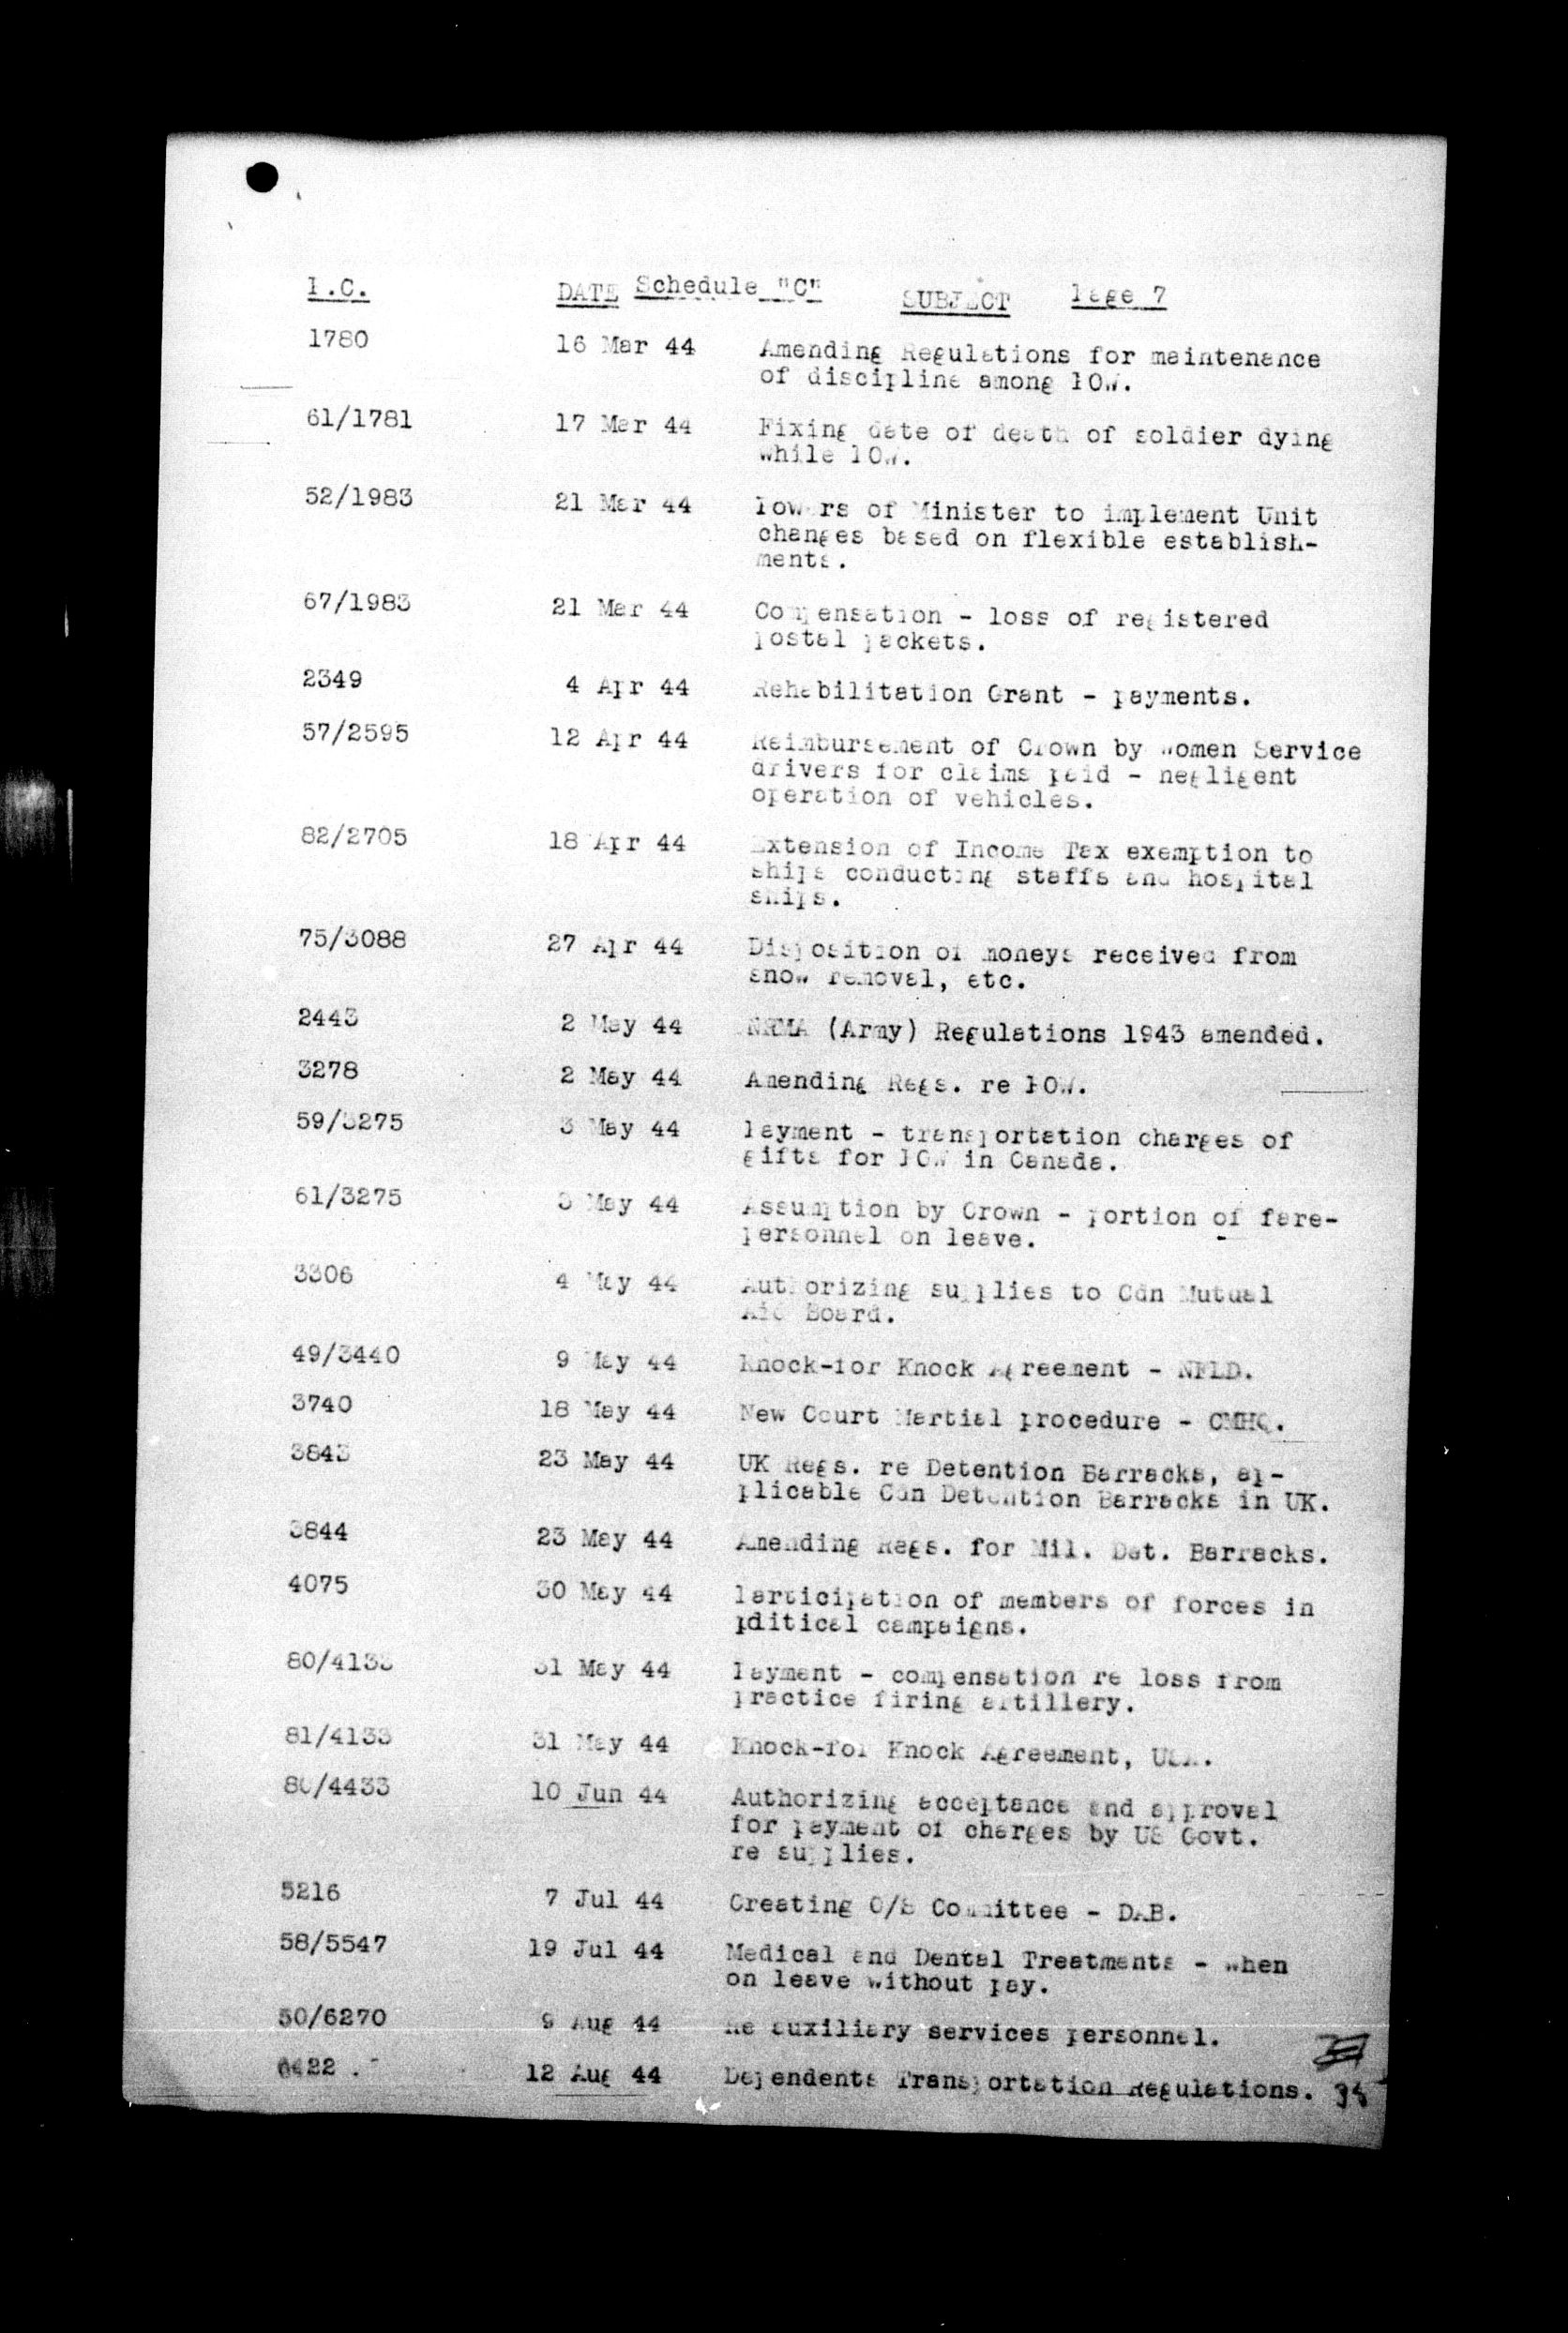 P.C. DATE Schedule "C" SUBJECT Page 7
1780 16 Mar 44 Amending Regulations for maintenance
of discipline among POW.
61/1781 17 Mar 44 Fixing date of death of soldier dying
while POW.
52/1983 21 Mar 44 Powers of Minister to implement Unit
changes based on flexible establish-
ments.
67/1983 21 Mar 44 Compensation - loss of registered
postal packets.
2349 4 Apr 44 Rehabilitation Grant - payments.
57/2595 12 Apr 44 Reimbursement of Crown by Women Service
drivers for claims paid - negligent
operation of vehicles.
82/2705 18 Apr 44 Extension of Income Tax exemption to
ships conducting staffs and hospital
ships.
75/3088 27 Apr 44 Disposition of moneys received from
snow removal, etc.
2443 2 May 44 NRMA (Army) Regulations 1943 amended.
3278 2 May 44 Amending Regs. re POW.
59/3275 3 May 44 Payment - transportation charges of
gifts for POW in Canada.
61/3275 3 May 44 Assumption by Crown - portion of fare-
personnel on leave.
3306 4 May 44 Authorizing supplies to Cdn Mutual
Aid Board.
49/3440 9 May 44 Knock-for Knock Agreement - NFLD.
3740 18 May 44 New Court Martial procedure - CMHQ.
3843 23 May 44 UK Regs. re Detention Barracks, ap-
plicable Cdn Detention Barracks in UK.
3844 23 May 44 Amending Regs. for Mil. Det. Barracks.
4075 30 May 44 Participation of members of forces in
pditical campaigns.
80/4133 31 May 44 Payment - compensation re loss from
practice firing artillery.
81/4133 31 May 44 Knock-for Knock Agreement, USA.
80/4433 10 Jun 44 Authorizing acceptance and approval
for payment of charges by US Govt.
re supplies.
5216 7 Jul 44 Creating O/S Committee - DAB.
58/5547 19 Jul 44 Medical and Dental Treatments - when
on leave without pay.
50/6270 9 Aug 44 Re auxiliary services personnel.
6422 12 Aug 44 Dependents Transportation Regulations.